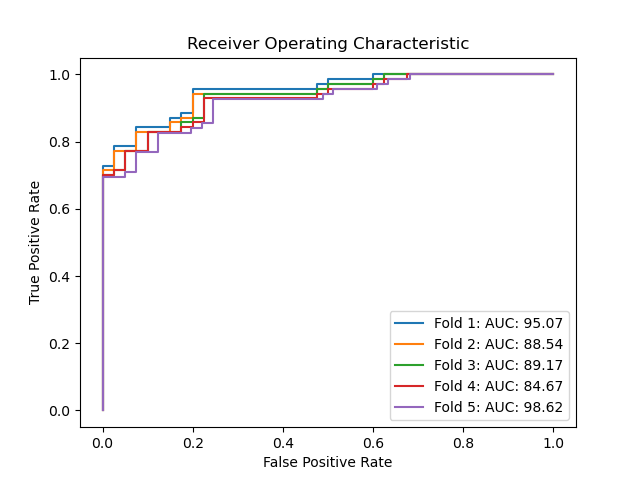 Receiver Operating Characteristic
1.0
0.8
0.6
0.4
0.2
0.0
True Positive Rate
Fold 1: AUC: 95.07
Fold 2: AUC: 88.54
Fold 3: AUC: 89.17
Fold 4: AUC: 84.67
Fold 5: AUC: 98.62
0.0 0.2 0.4 0.6 0.8 1.0
False Positive Rate